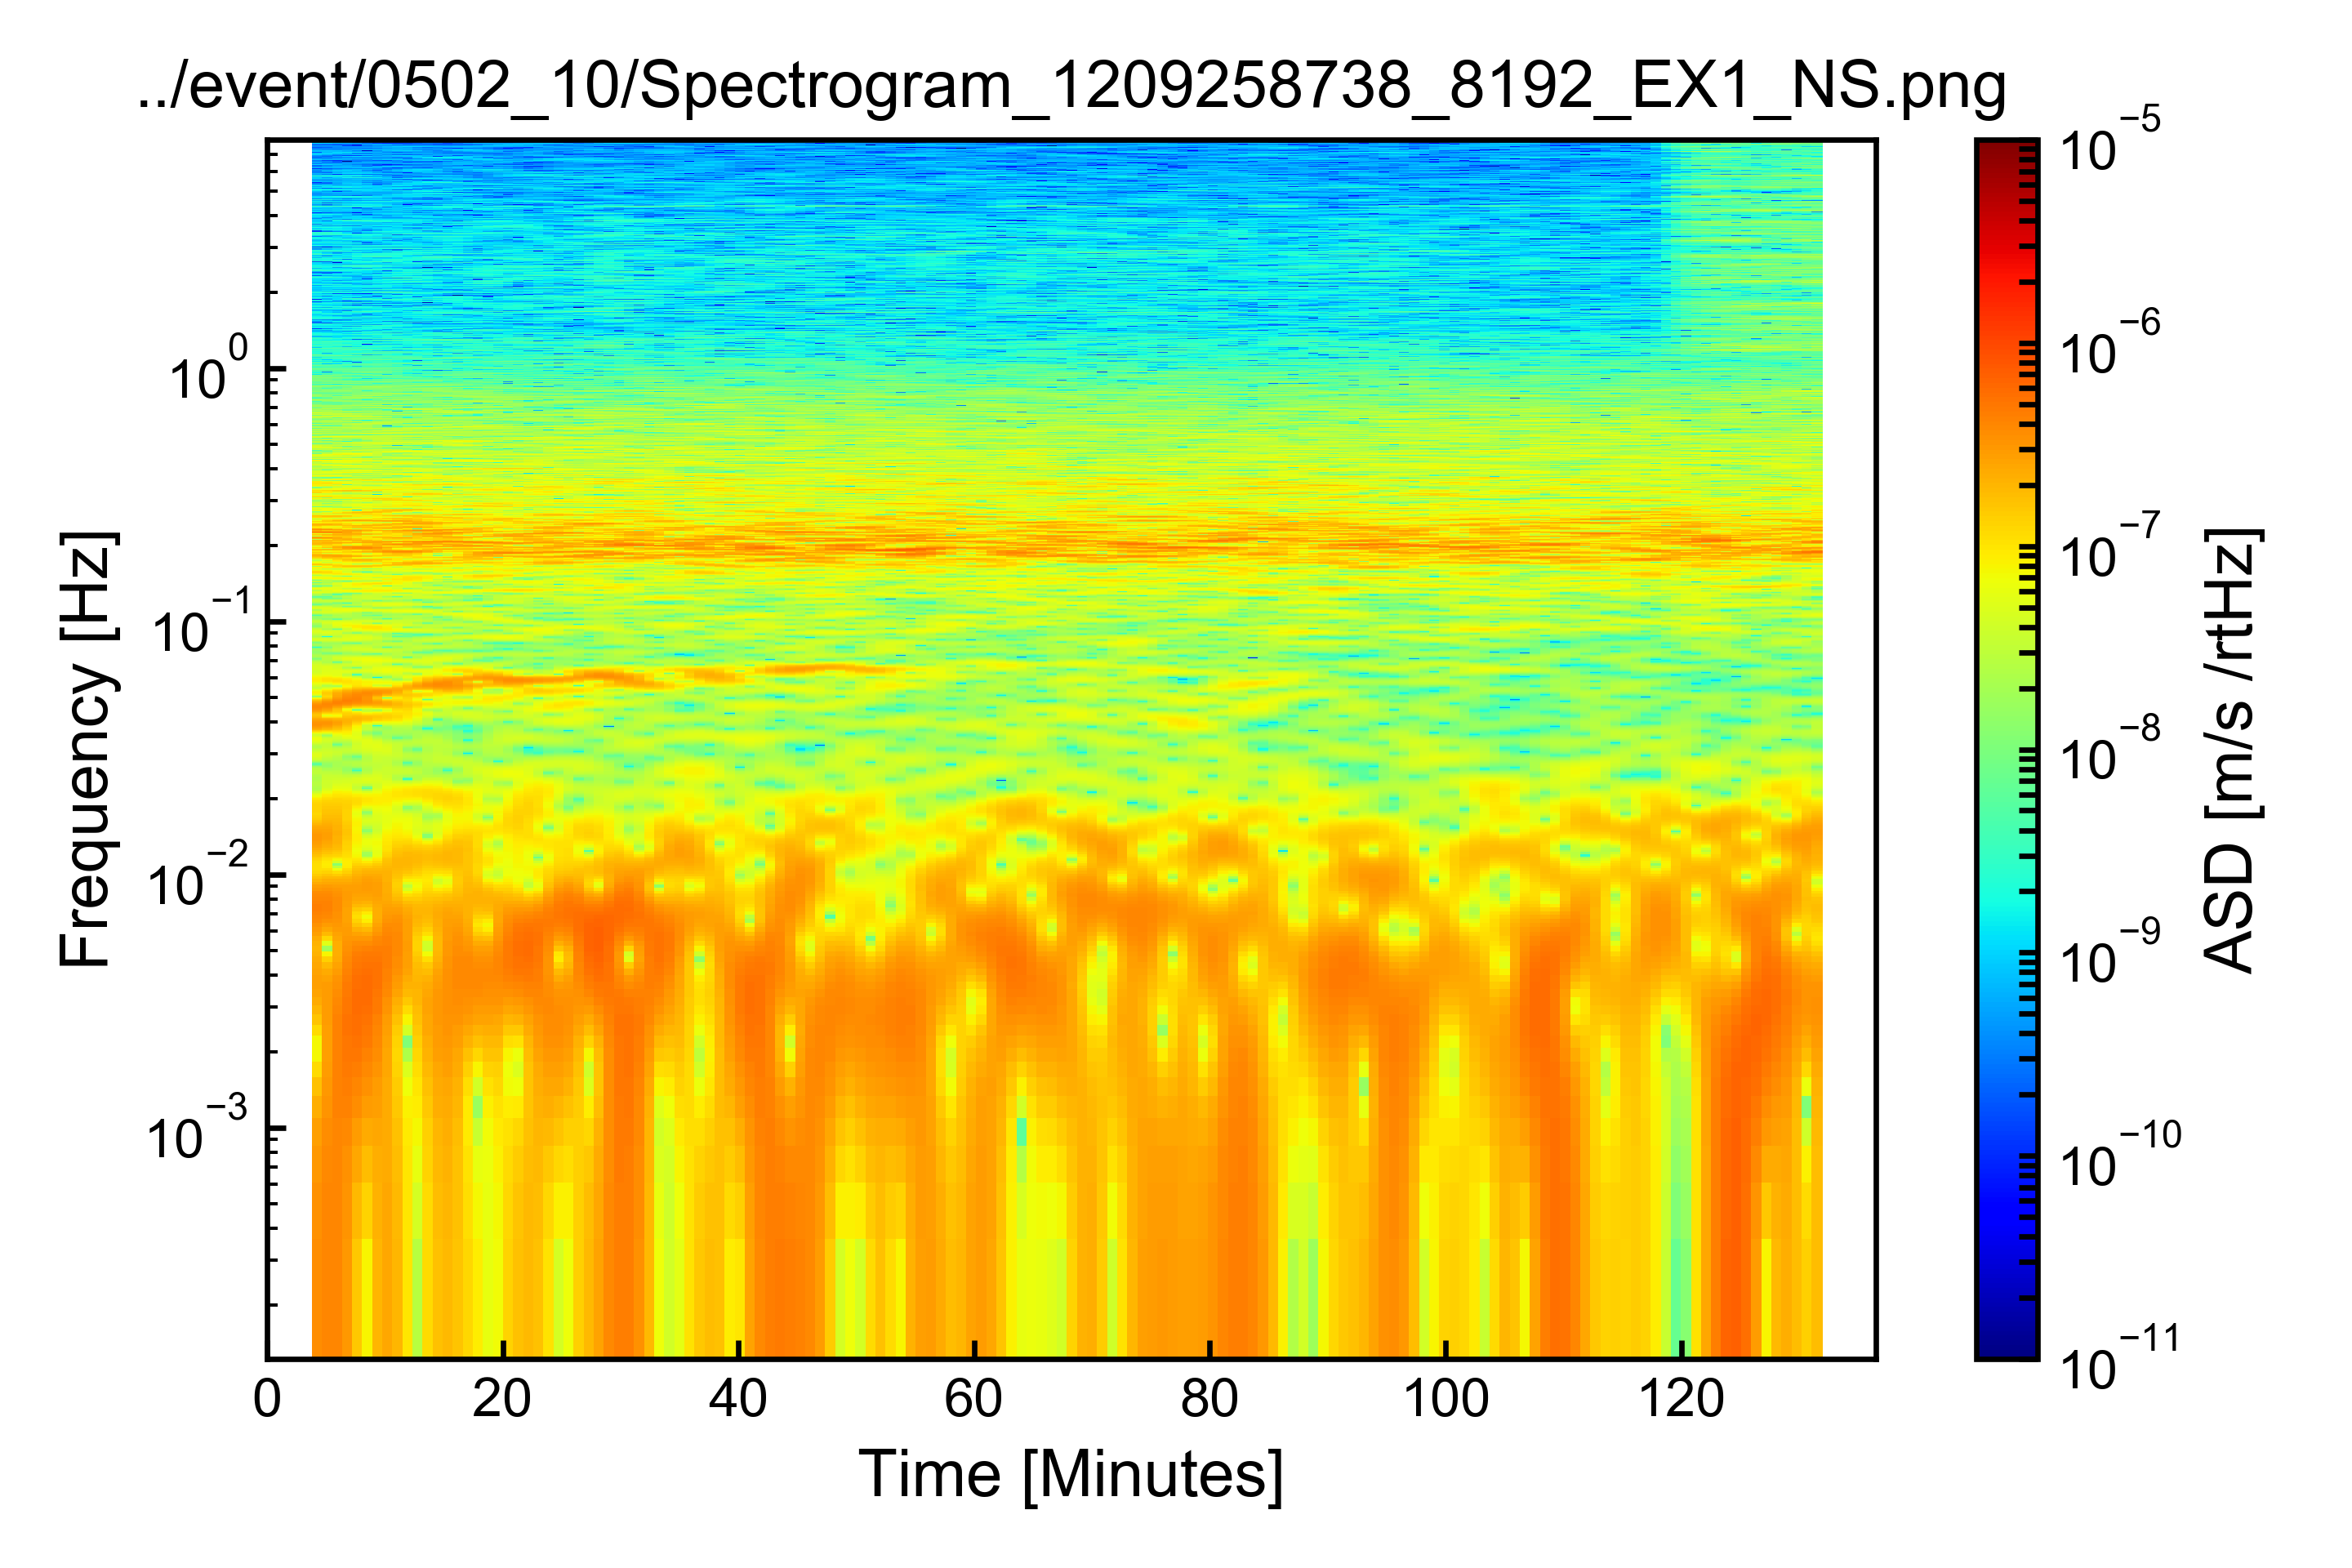 ../event/0502_10/Spectrogram_1209258738_8192_EX1_NS.png
Frequency [Hz]
10^0
10^−1
10^−2
10^−3
0 20 40 60 80 100 120
Time [Minutes]
10^−5
10^−6
10^−7
10^−8
10^−9
10^−10
10^−11
ASD [m/s /rtHz]